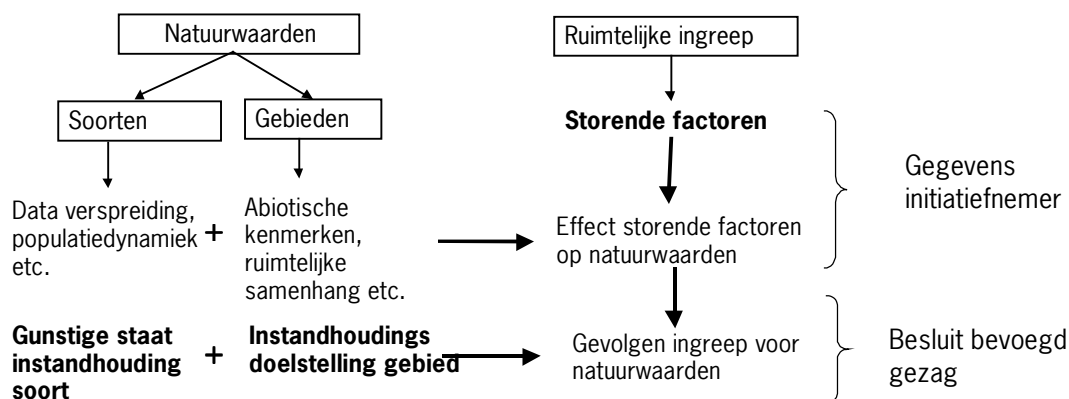 Natuurwaarden
Ruimtelijke ingreep
Soorten
Gebieden
Storende factoren
Gegevens
initiatiefnemer
Data verspreiding,
populatiedynamiek
etc.
+
Abiotische
kenmerken,
ruimtelijke
samenhang etc.
Effect storende factoren
op natuurwaarden
Gunstige staat
instandhouding
soort
+
Instandhoudings
doelstelling gebied
Gevolgen ingreep voor
natuurwaarden
Besluit bevoegd
gezag